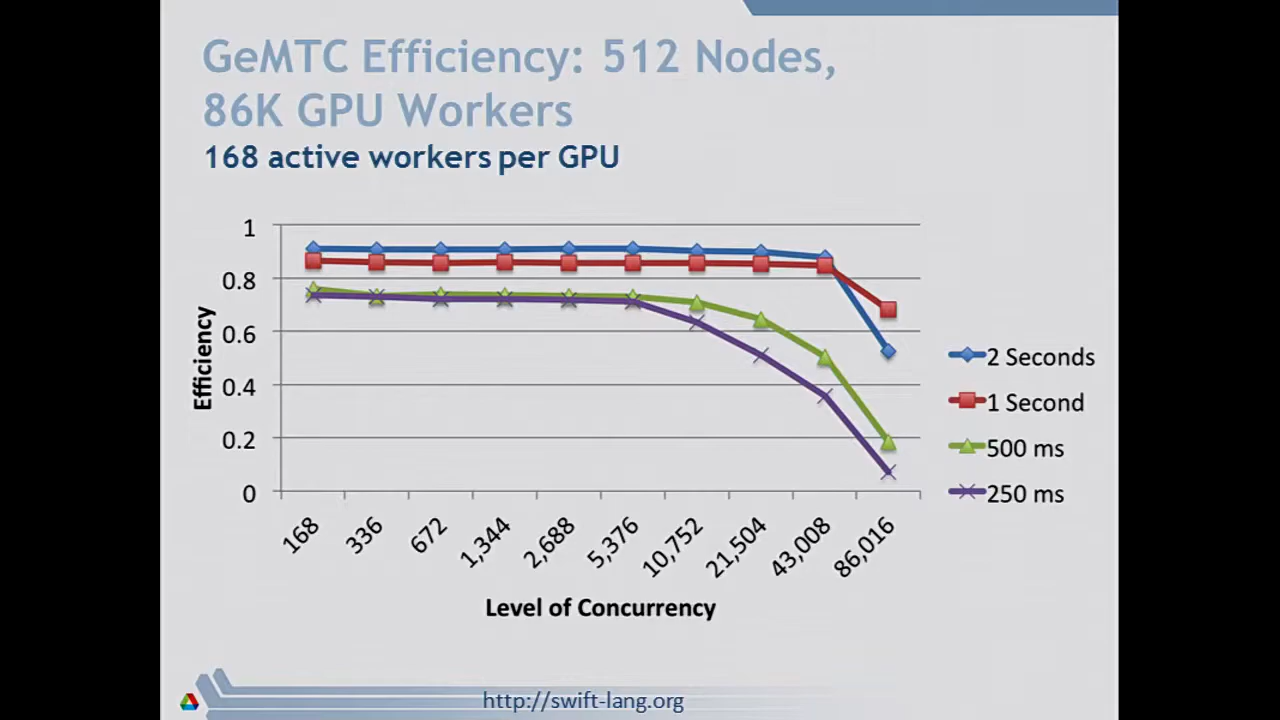 GeMTC Efficiency: 512 Nodes,
86K GPU Workers
168 active workers per GPU
1
0.8
0.6
0.4
0.2
0
Efficiency
168
336
672
1,344
2,688
5,376
10,752
21,504
43,008
86,016
Level of Concurrency
2 Seconds
1 Second
500 ms
250 ms
http://swift-lang.org